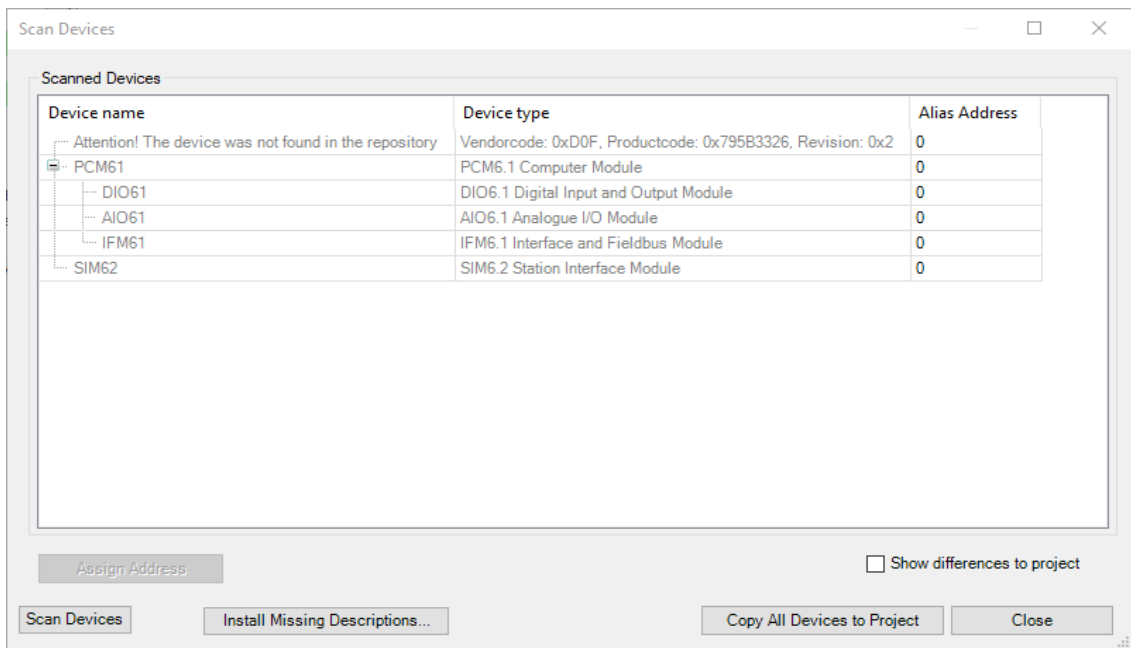 Scan Devices
Scanned Devices
Device name Device type Alias Address
Attention! The device was not found in the repository Vendorcode: 0xD0F, Productcode: 0x795B3326, Revision: 0x2 0
PCM61 PCM6.1 Computer Module 0
DIO61 DIO6.1 Digital Input and Output Module 0
AIO61 AIO6.1 Analogue I/O Module 0
IFM61 IFM6.1 Interface and Fieldbus Module 0
SIM62 SIM6.2 Station Interface Module 0
Assign Address Show differences to project
Scan Devices Install Missing Descriptions... Copy All Devices to Project Close